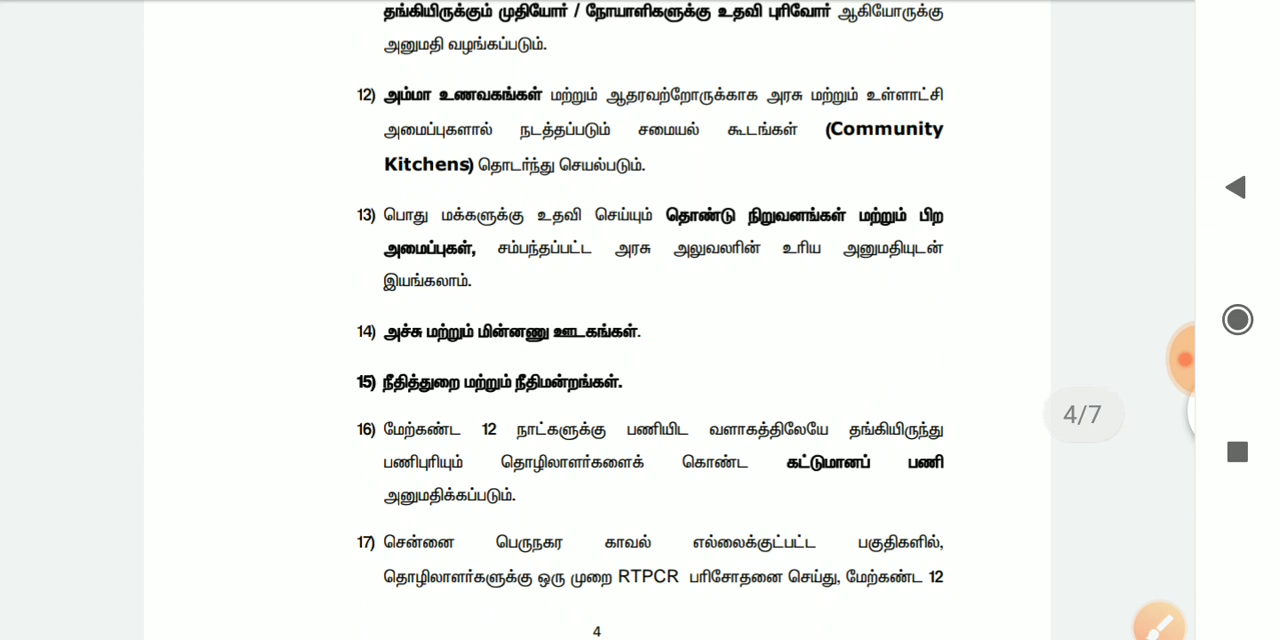 தங்கியிருக்கும் முதியோர் / நோயாளிகளுக்கு உதவி புரிவோர் ஆகியோருக்கு
அனுமதி வழங்கப்படும்.
12) அம்மா உணவகங்கள் மற்றும் ஆதரவற்றோருக்காக அரசு மற்றும் உள்ளாட்சி
அமைப்புகளால் நடத்தப்படும் சமையல் கூடங்கள் (Community
Kitchens) தொடர்ந்து செயல்படும்.
13) பொது மக்களுக்கு உதவி செய்யும் தொண்டு நிறுவனங்கள் மற்றும் பிற
அமைப்புகள், சம்பந்தப்பட்ட அரசு அலுவலரின் உரிய அனுமதியுடன்
இயங்கலாம்.
14) அச்சு மற்றும் மின்னணு ஊடகங்கள்.
15) நீதித்துறை மற்றும் நீதிமன்றங்கள்.
4/7
16) மேற்கண்ட 12 நாட்களுக்கு பணியிட வளாகத்திலேயே தங்கியிருந்து
பணிபுரியும் தொழிலாளர்களைக் கொண்ட கட்டுமானப் பணி
அனுமதிக்கப்படும்.
17) சென்னை பெருநகர காவல் எல்லைக்குட்பட்ட பகுதிகளில்,
தொழிலாளர்களுக்கு ஒரு முறை RTPCR பரிசோதனை செய்து, மேற்கண்ட 12
4